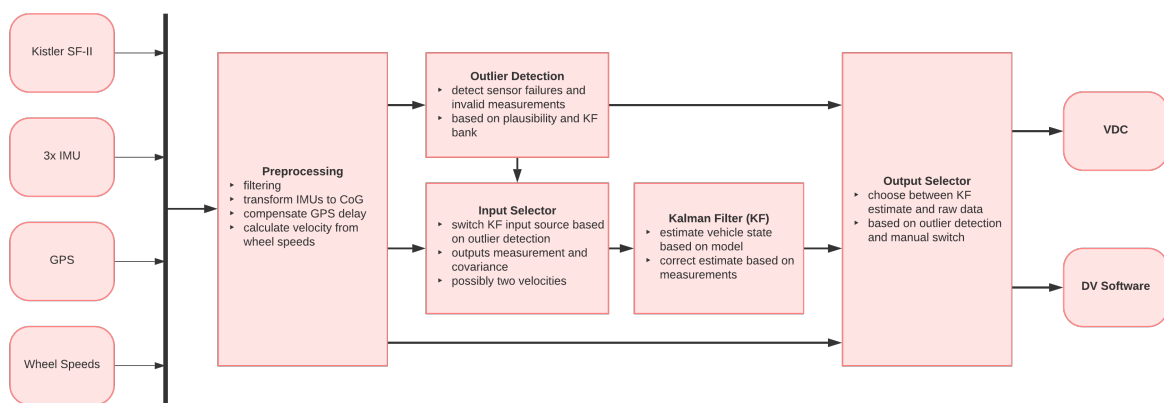 Kistler SF-II
3x IMU
GPS
Wheel Speeds
Preprocessing
‣ filtering
‣ transform IMUs to CoG
‣ compensate GPS delay
‣ calculate velocity from
wheel speeds
Outlier Detection
‣ detect sensor failures and
invalid measurements
‣ based on plausibility and KF
bank
Input Selector
‣ switch KF input source based
on outlier detection
‣ outputs measurement and
covariance
‣ possibly two velocities
Kalman Filter (KF)
‣ estimate vehicle state
based on model
‣ correct estimate based on
measurements
Output Selector
‣ choose between KF
estimate and raw data
‣ based on outlier detection
and manual switch
VDC
DV Software